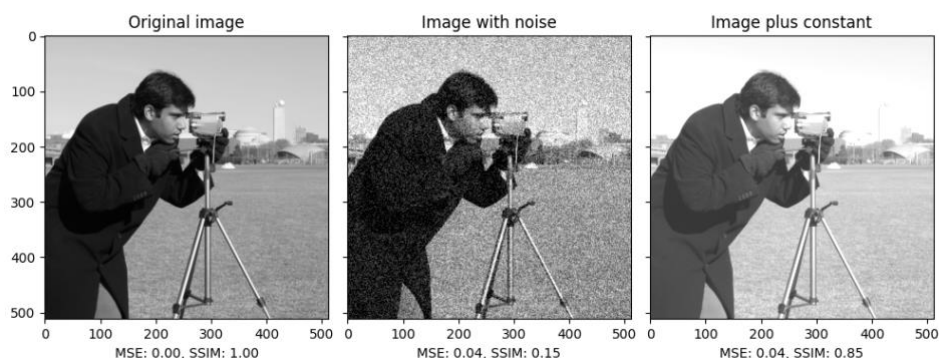 Original image
Image with noise
Image plus constant
0
100
200
300
400
500
0 100 200 300 400 500
0 100 200 300 400 500
0 100 200 300 400 500
MSE: 0.00, SSIM: 1.00
MSE: 0.04, SSIM: 0.15
MSE: 0.04, SSIM: 0.85